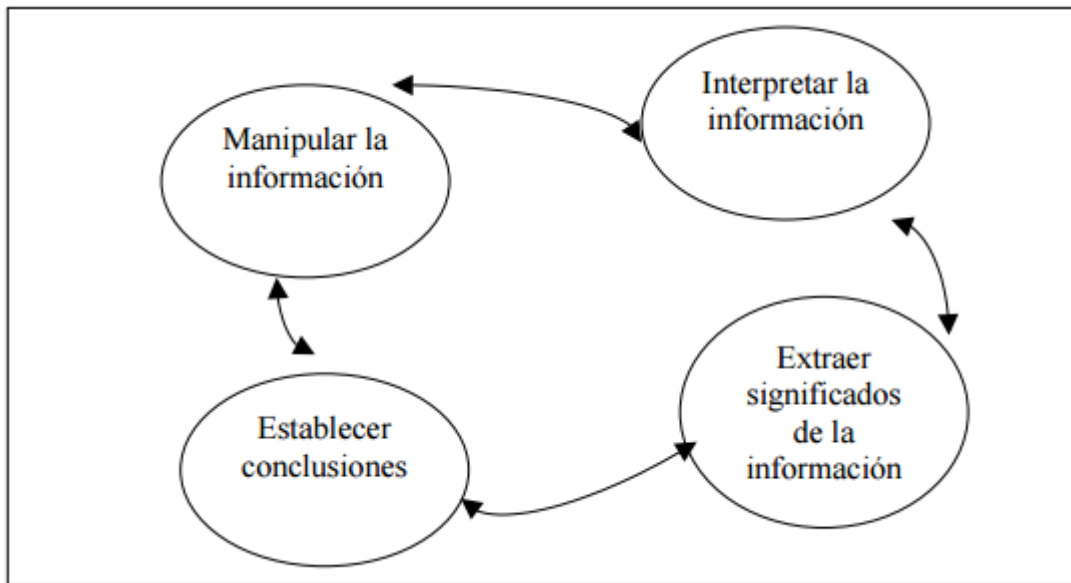 Manipular la
información
Interpretar la
información
Establecer
conclusiones
Extraer
significados
de la
información